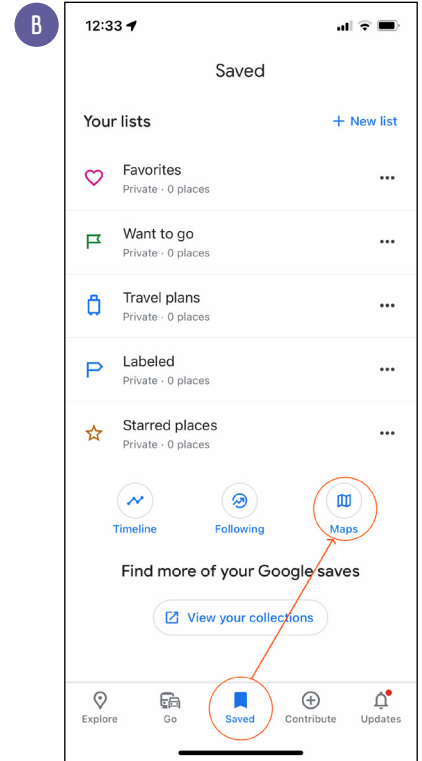 B
12:33
Saved
Your lists
+ New list
Favorites
Private · 0 places
Want to go
Private · 0 places
Travel plans
Private · 0 places
Labeled
Private · 0 places
Starred places
Private · 0 places
Timeline Following Maps
Find more of your Google saves
View your collections
Explore Go Saved Contribute Updates